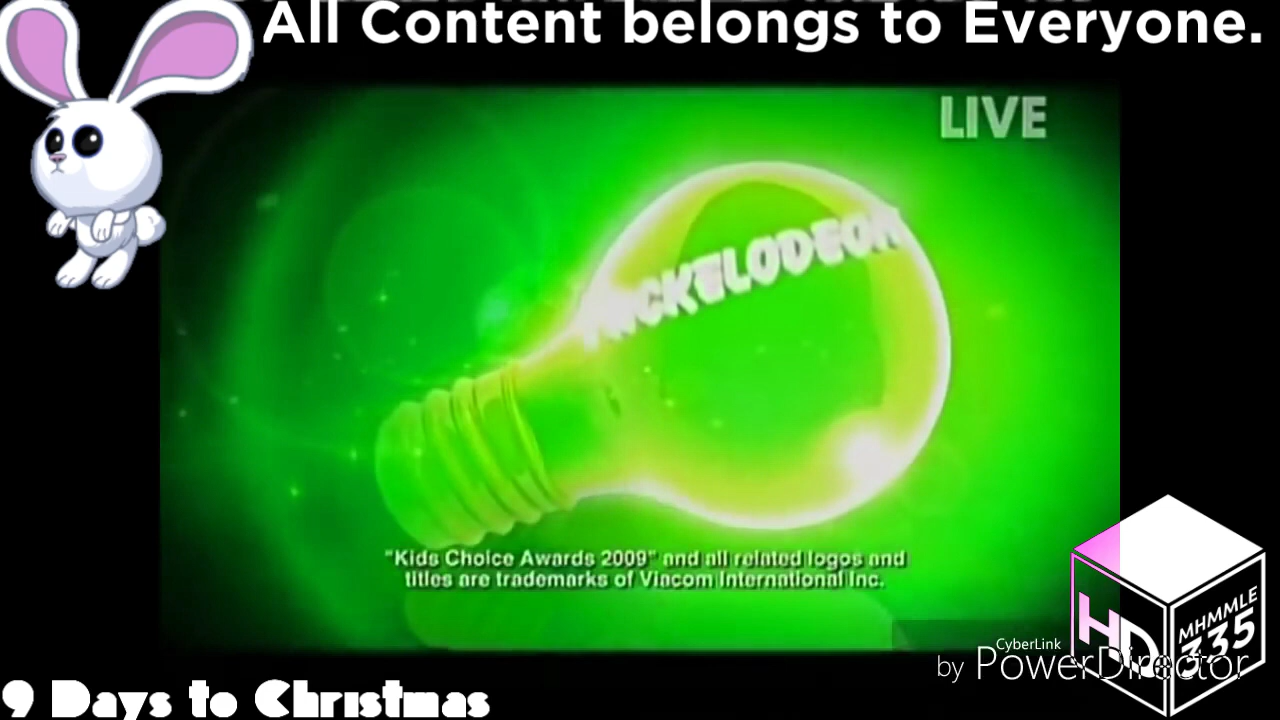 All Content belongs to Everyone.
LIVE
NICKELODEON
"Kids Choice Awards 2009" and all related logos and
titles are trademarks of Viacom International Inc.
HD
MHMMLE
335
CyberLink
by PowerDirector
9 Days to Christmas